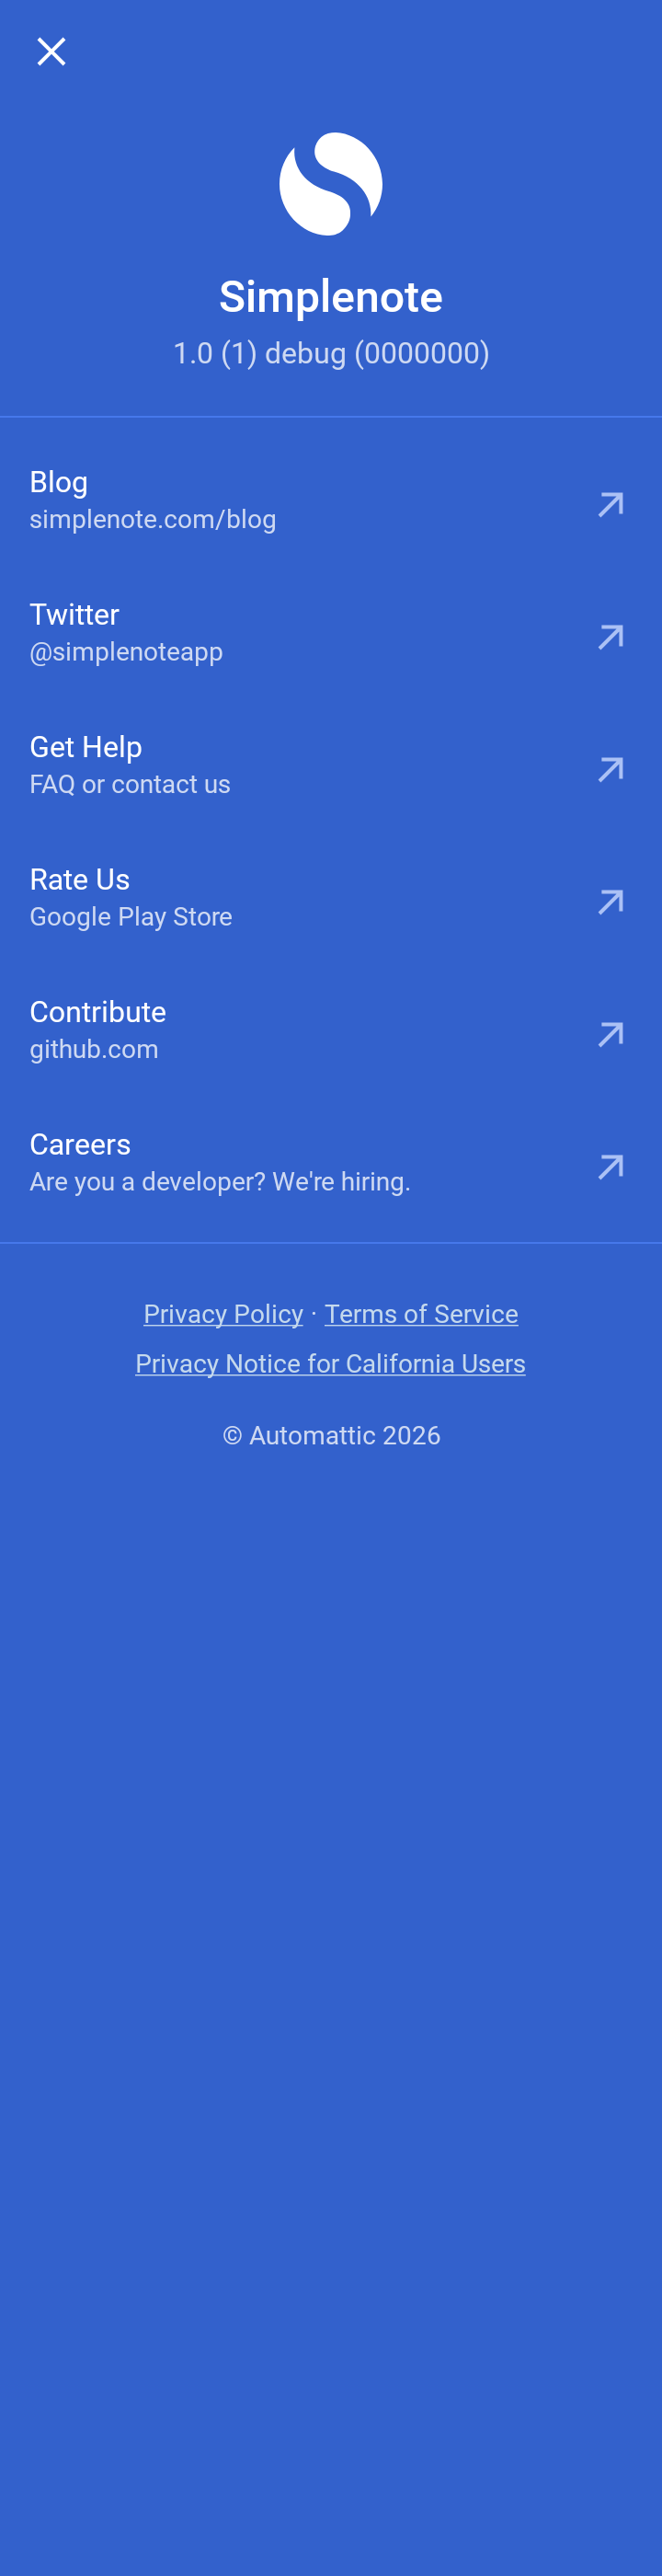 Simplenote
1.0 (1) debug (0000000)
Blog
simplenote.com/blog
Twitter
@simplenoteapp
Get Help
FAQ or contact us
Rate Us
Google Play Store
Contribute
github.com
Careers
Are you a developer? We're hiring.
Privacy Policy · Terms of Service
Privacy Notice for California Users
© Automattic 2026